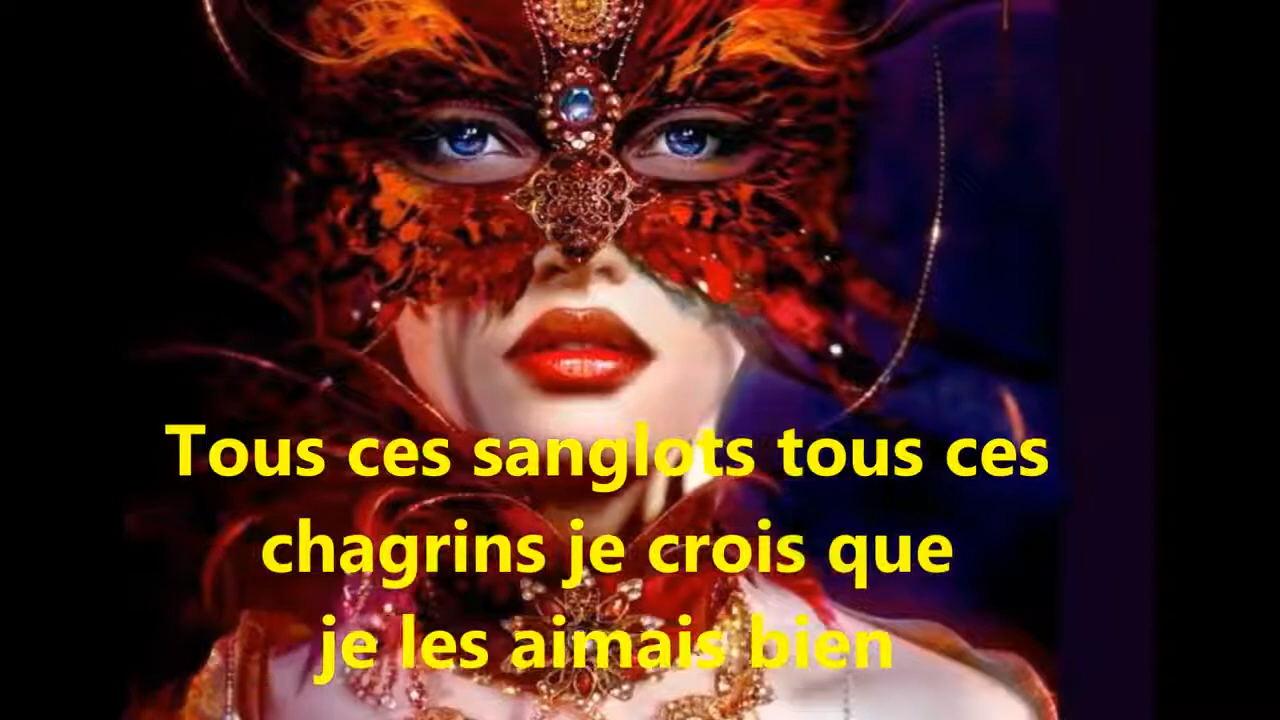 Tous ces sanglots tous ces
chagrins je crois que
je les aimais bien